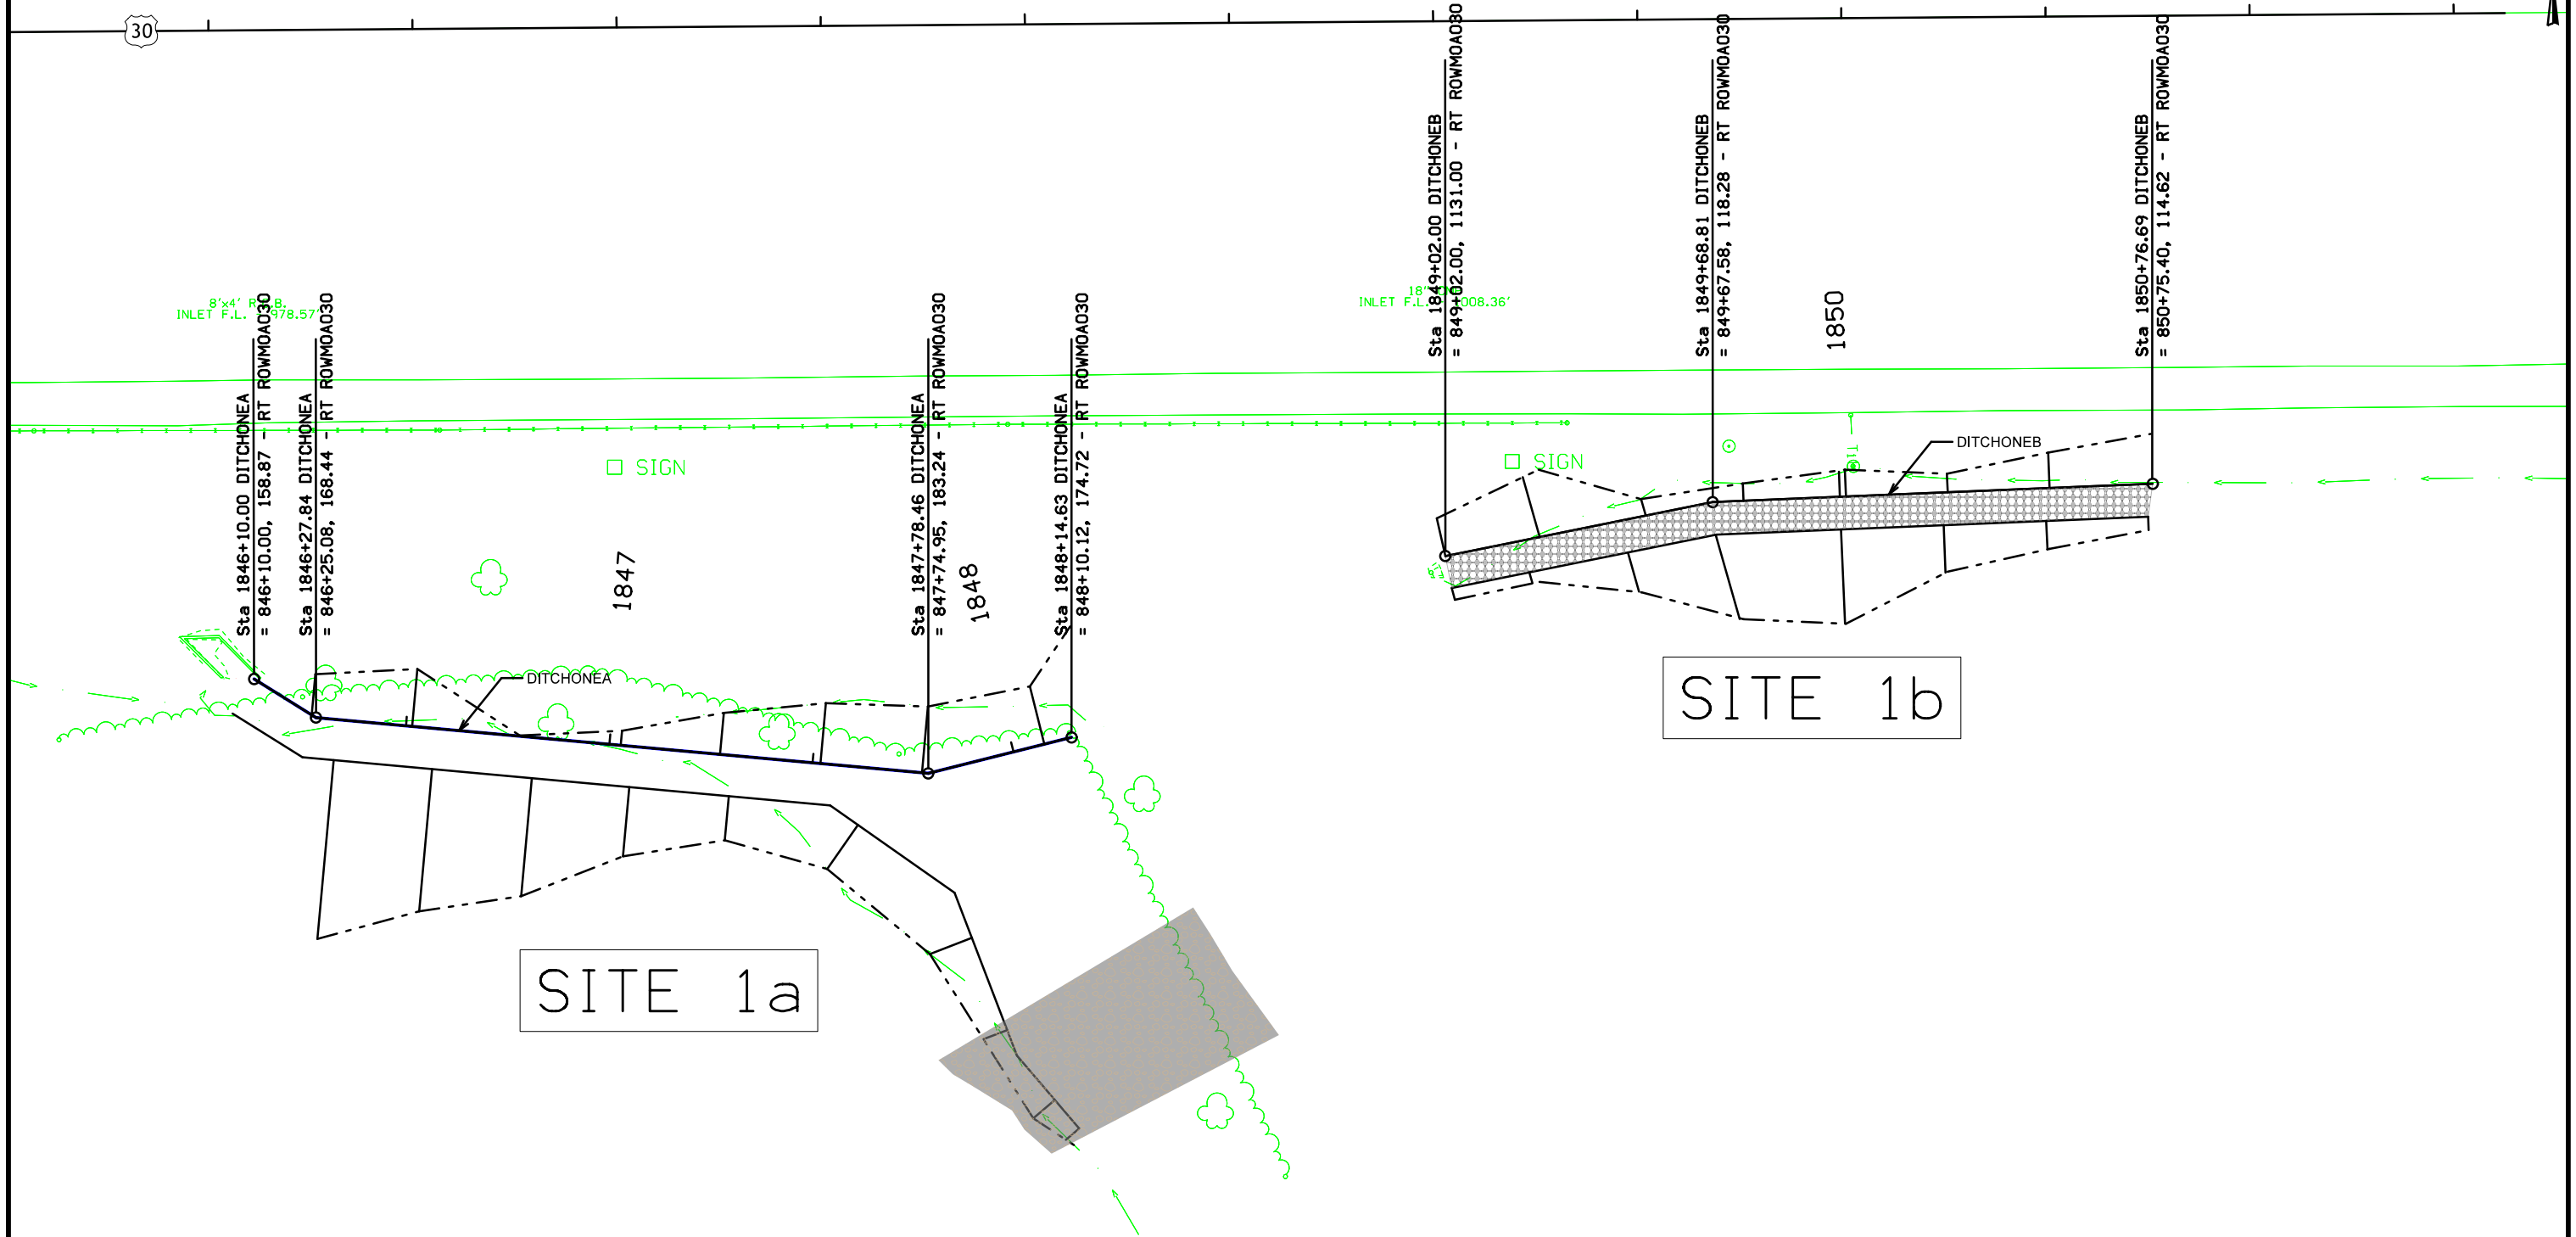 30
Sta 1849+02.00 DITCHONEB
= 849+02.00, 1131.00 - RT ROWMOA030
Sta 1849+68.81 DITCHONEB
= 849+67.58, 118.28 - RT ROWMOA030
1850
Sta 1850+76.69 DITCHONEB
= 850+75.40, 114.62 - RT ROWMOA030
8'x4' R.C.B.
INLET F.L. 978.57'
18"
INLET F.L. 1008.36'
Sta 1846+10.00 DITCHONEA
= 846+10.00, 158.87 - RT ROWMOA030
Sta 1846+27.84 DITCHONEA
= 846+25.08, 168.44 - RT ROWMOA030
1847
Sta 1847+78.46 DITCHONEA
= 847+74.95, 183.24 - RT ROWMOA030
1848
Sta 1848+14.63 DITCHONEA
= 848+10.12, 174.72 - RT ROWMOA030
SIGN
SIGN
DITCHONEB
DITCHONEA
SITE 1b
SITE 1a